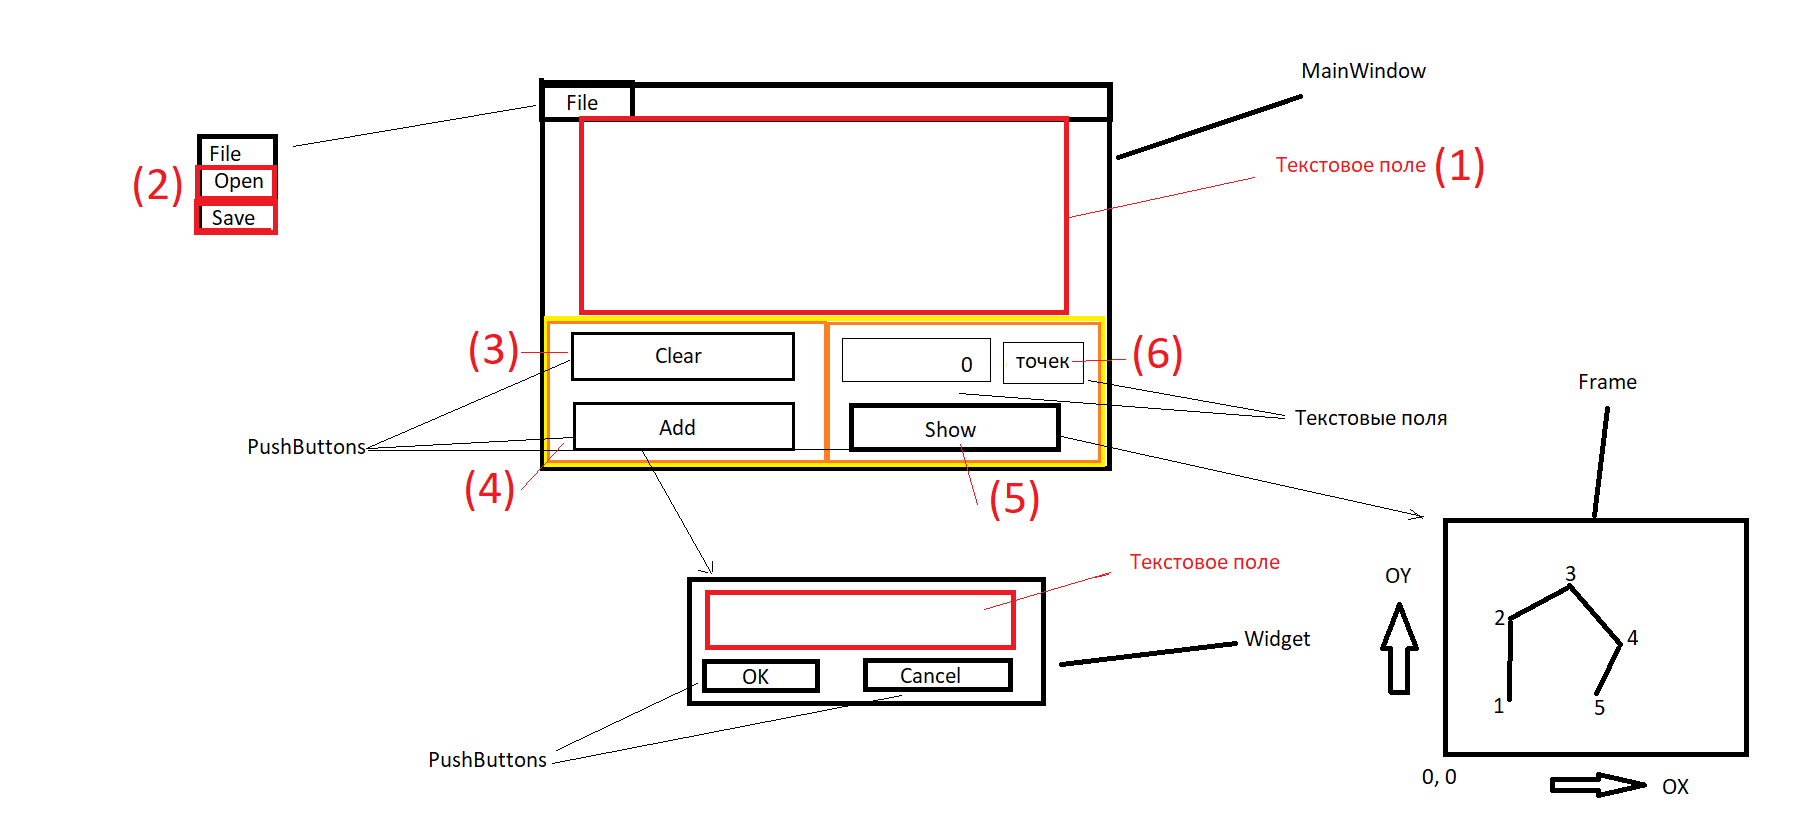 MainWindow
File
File
Open
Save
(2)
Текстовое поле (1)
(3)
Clear
0
точек
(6)
Frame
Текстовые поля
Add
Show
PushButtons
(4)
(5)
Текстовое поле
OY
3
2
4
Widget
OK
Cancel
1
5
PushButtons
0, 0
OX